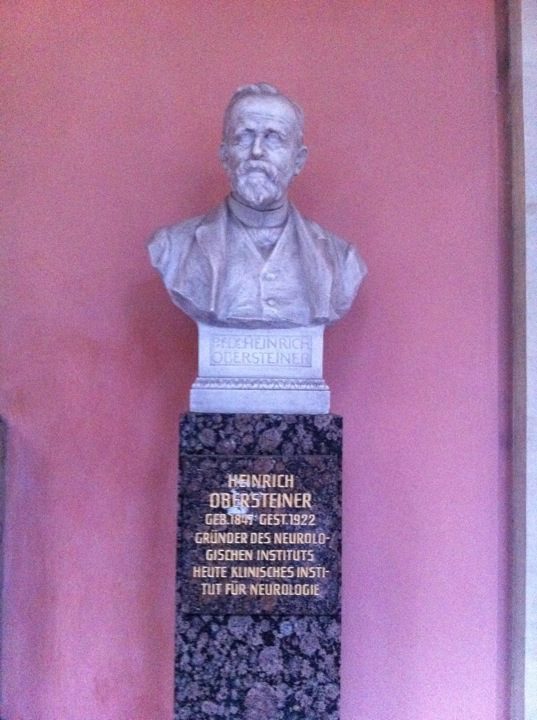 HEINRICH
OBERSTEINER
HEINRICH
OBERSTEINER
GEB. 1847 GEST. 1922
GRÜNDER DES NEUROLO-
GISCHEN INSTITUTS
HEUTE KLINISCHES INSTI-
TUT FÜR NEUROLOGIE